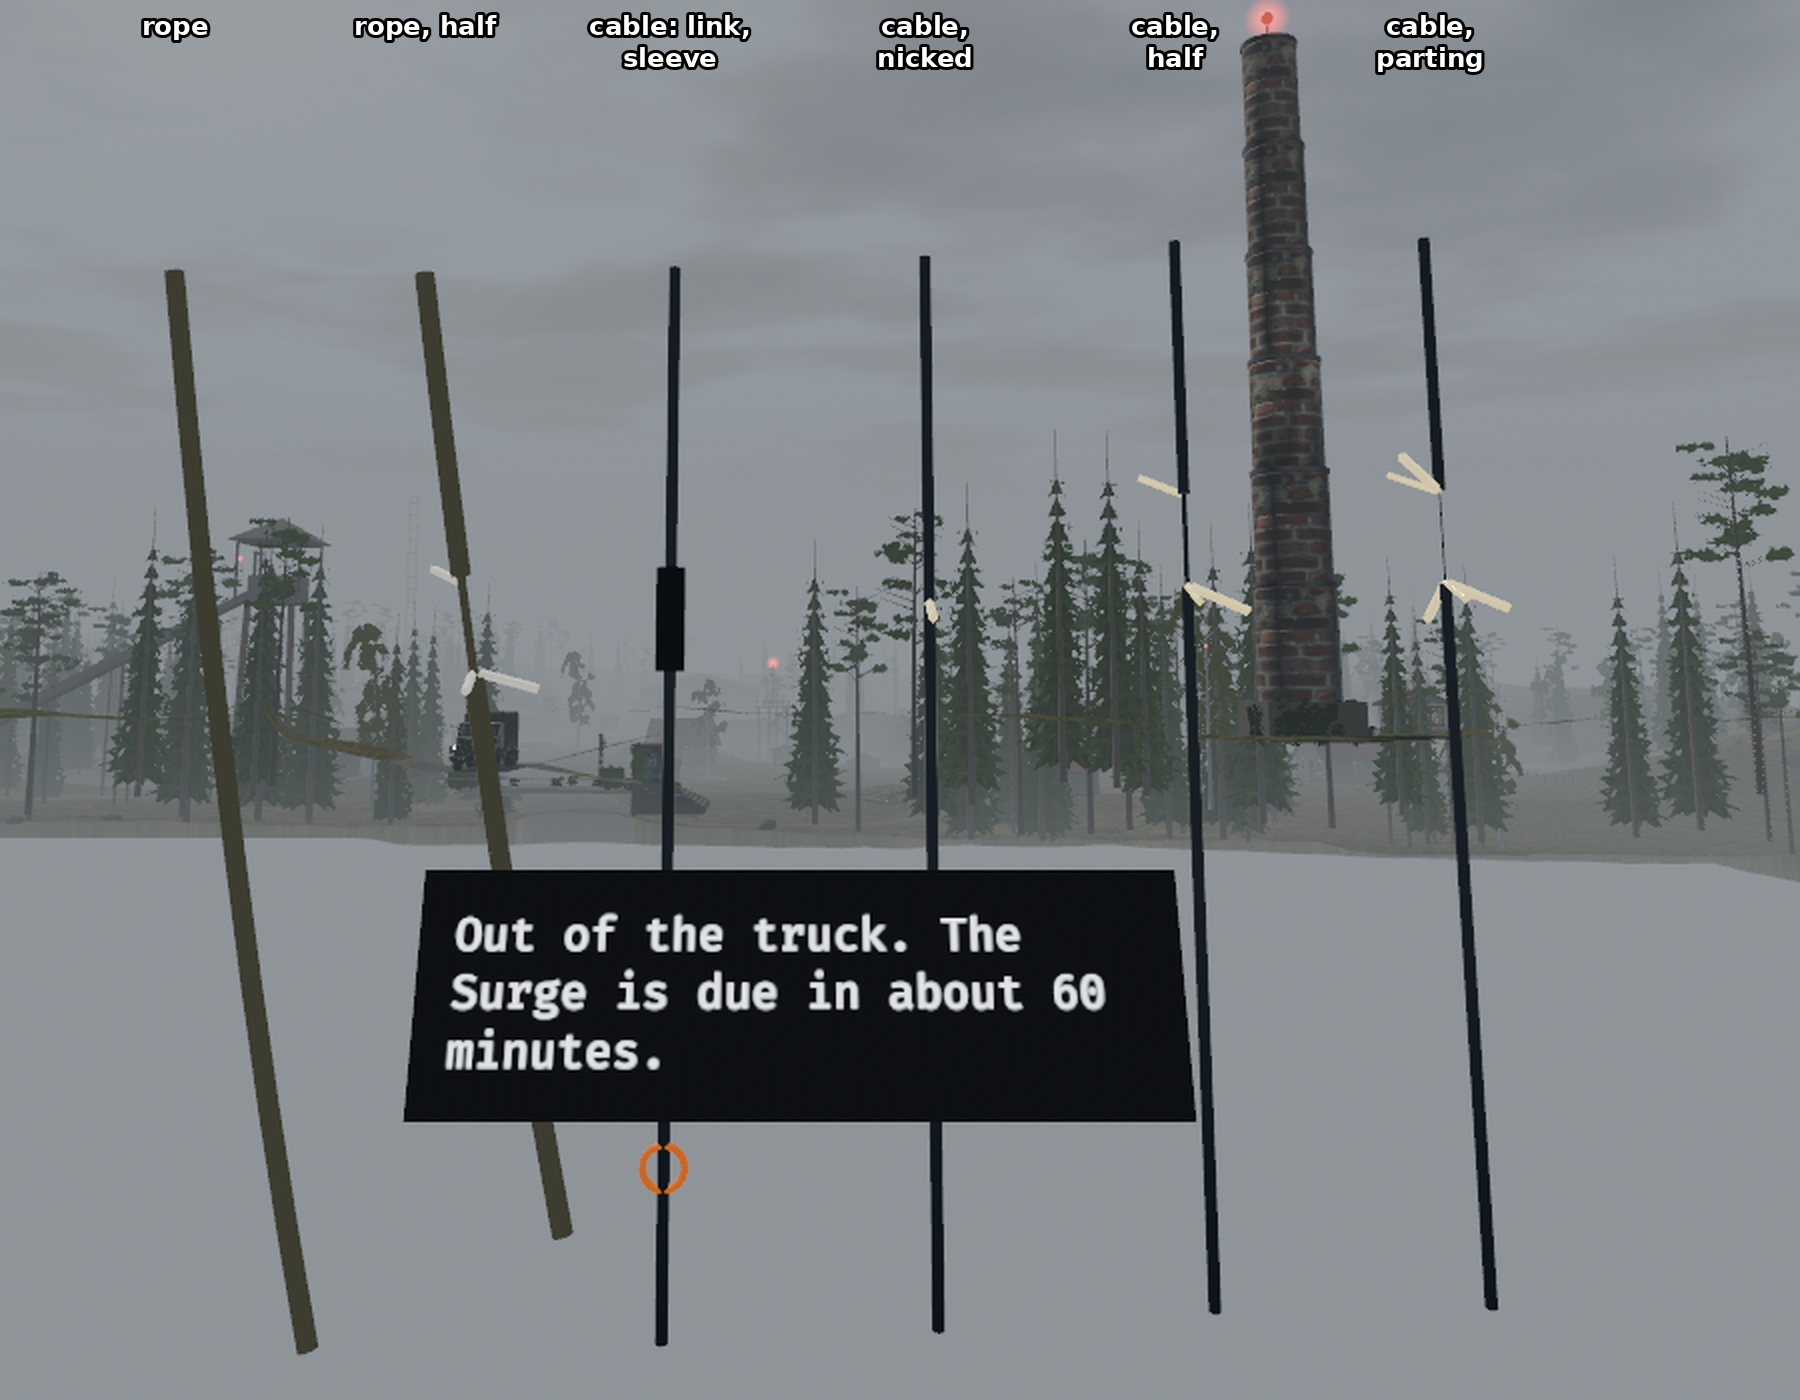 rope
rope, half
cable: link,
sleeve
cable,
nicked
cable,
half
cable,
parting
Out of the truck. The
Surge is due in about 60
minutes.